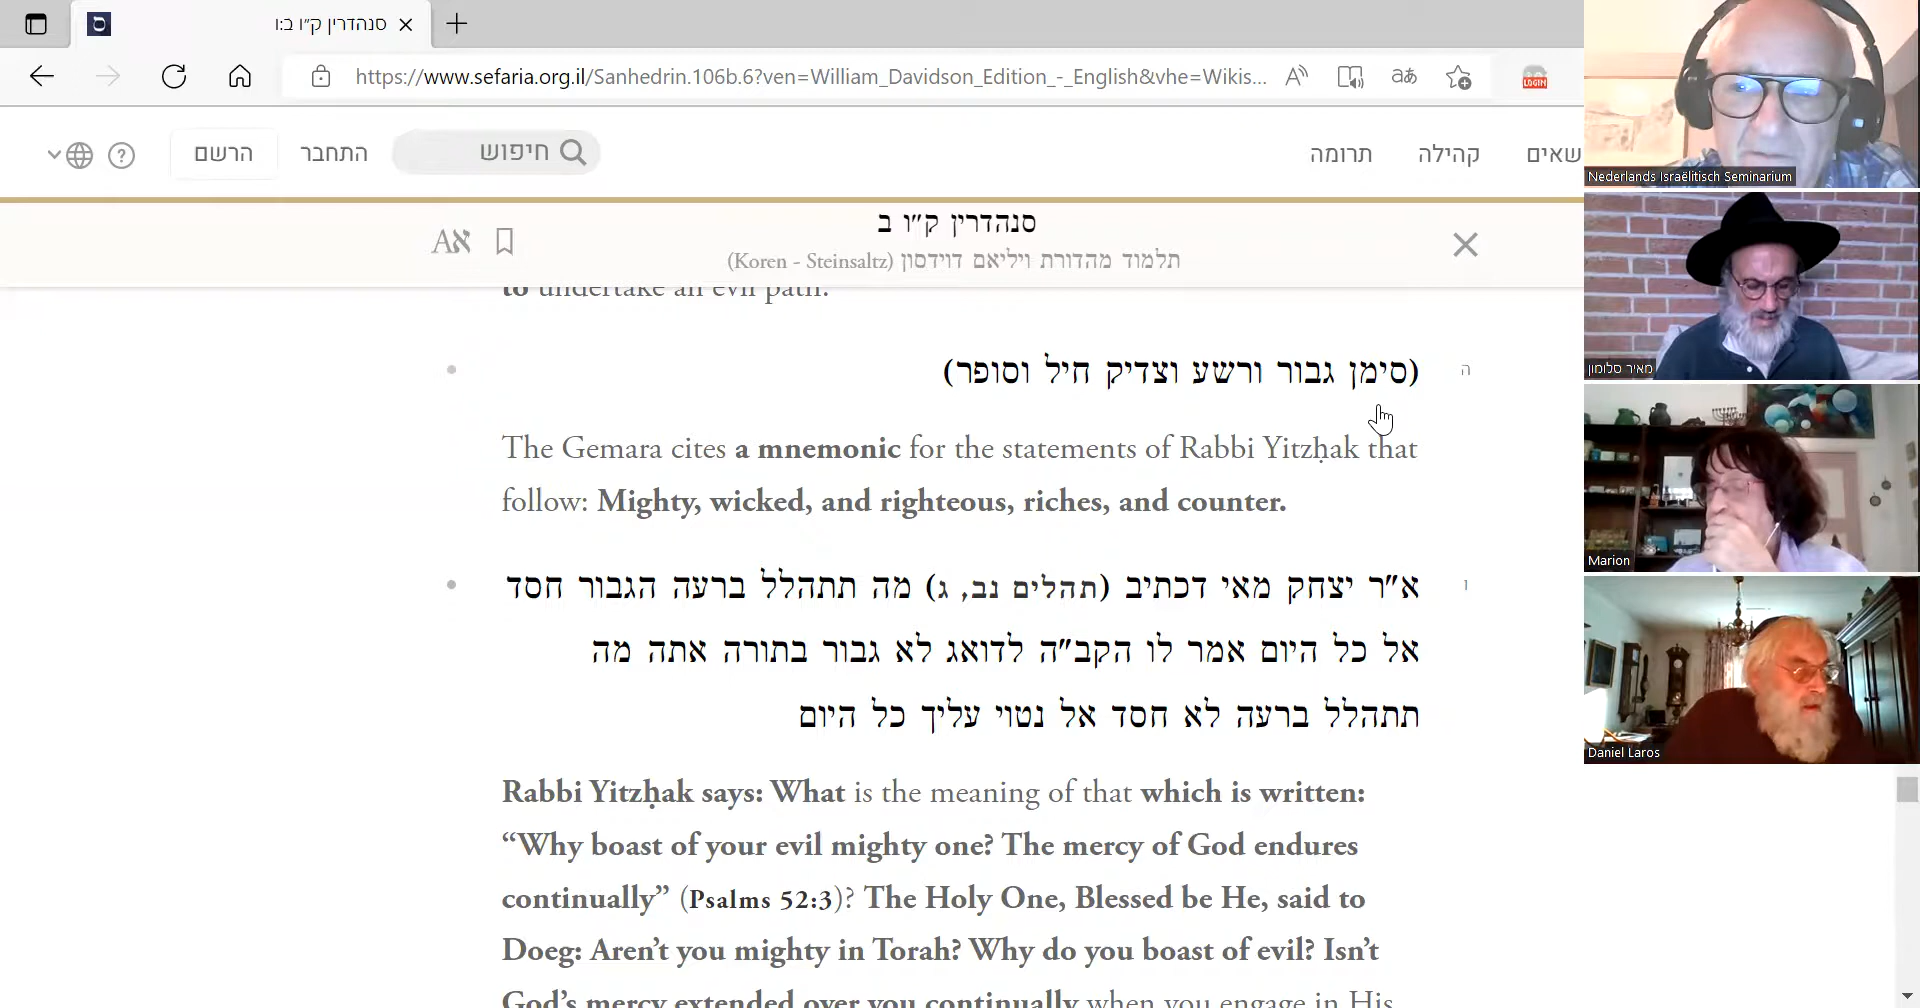 סנהדרין ק״ו ב:ו
https://www.sefaria.org.il/Sanhedrin.106b.6?ven=William_Davidson_Edition_-_English&vhe=Wikis...
LOGIN
שאים
קהילה
תרומה
חיפוש
התחבר
הרשם
סנהדרין ק״ו ב
תלמוד מהדורת ויליאם דוידסון (Koren - Steinsaltz)
to undertake an evil path.
ה
(סימן גבור ורשע וצדיק חיל וסופר)
The Gemara cites a mnemonic for the statements of Rabbi Yitzḥak that
follow: Mighty, wicked, and righteous, riches, and counter.
ו
א"ר יצחק מאי דכתיב (תהלים נב, ג) מה תתהלל ברעה הגבור חסד
אל כל היום אמר לו הקב"ה לדואג לא גבור בתורה אתה מה
תתהלל ברעה לא חסד אל נטוי עליך כל היום
Rabbi Yitzḥak says: What is the meaning of that which is written:
“Why boast of your evil mighty one? The mercy of God endures
continually” (Psalms 52:3)? The Holy One, Blessed be He, said to
Doeg: Aren’t you mighty in Torah? Why do you boast of evil? Isn’t
God’s mercy extended over you continually when you engage in His
Nederlands Israëlitisch Seminarium
מאיר סלומון
Marion
Daniel Laros